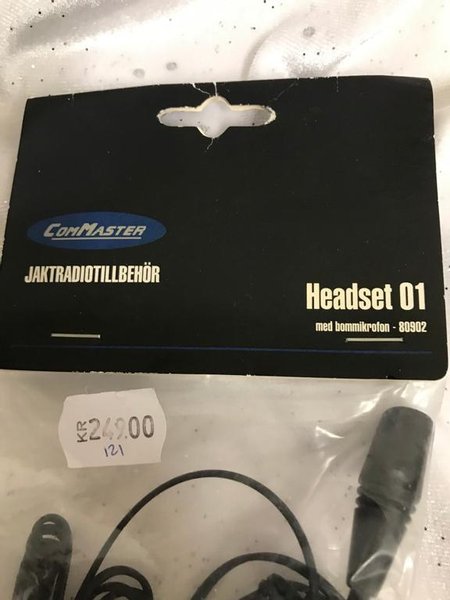 COMMASTER
JAKTRADIOTILLBEHÖR
Headset 01
med bommikrofon - 80902
KR 249.00
121